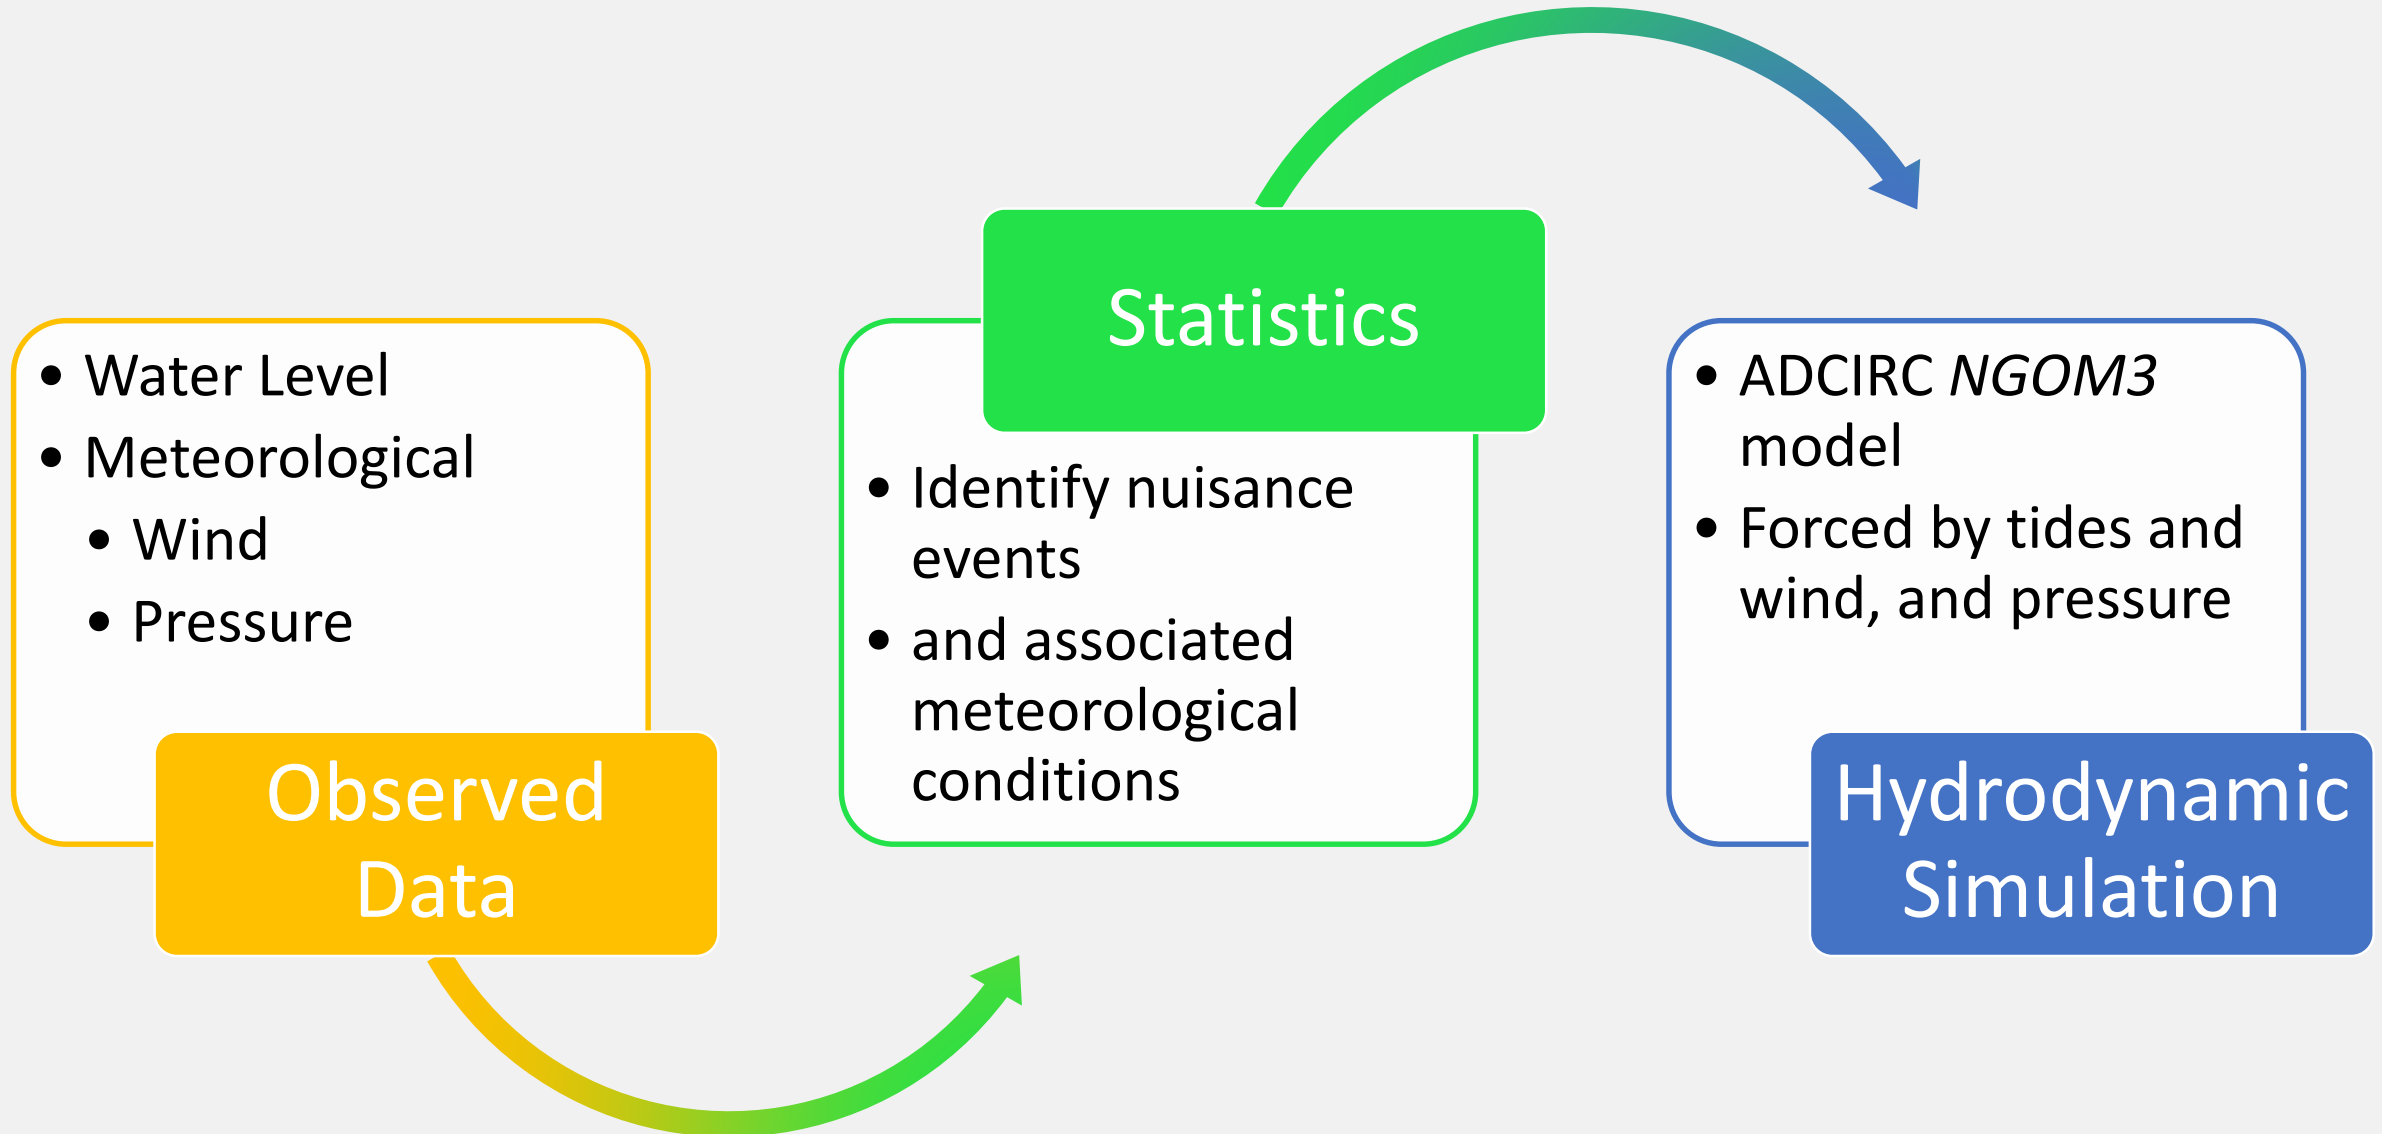 • Water Level
• Meteorological
• Wind
• Pressure
Observed
Data
Statistics
• Identify nuisance
events
• and associated
meteorological
conditions
• ADCIRC NGOM3
model
• Forced by tides and
wind, and pressure
Hydrodynamic
Simulation